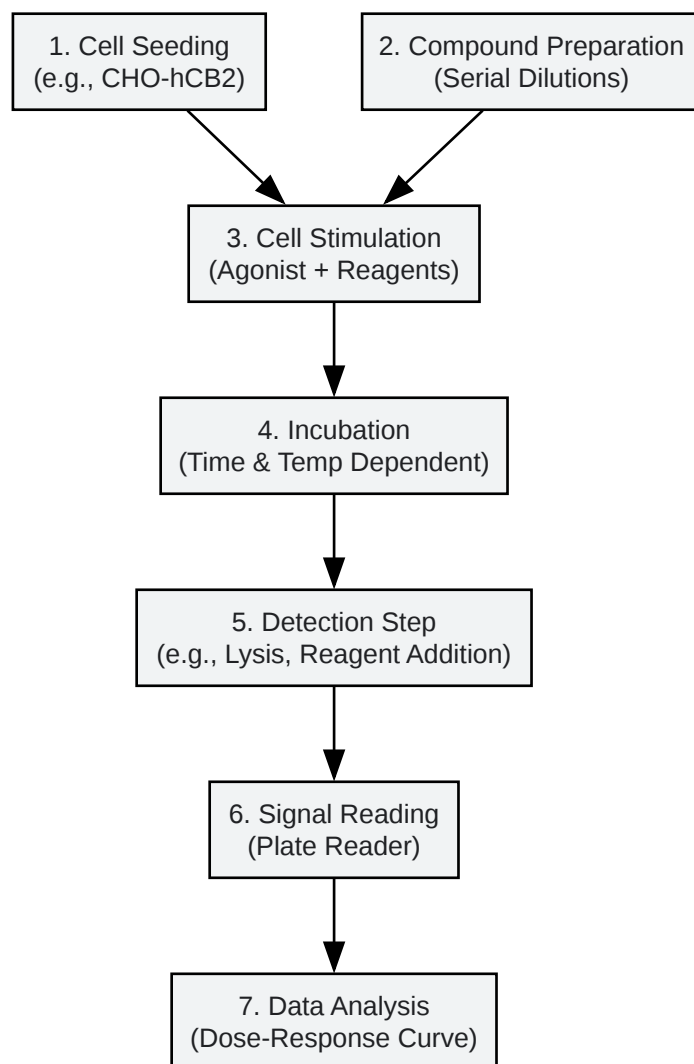 1. Cell Seeding
(e.g., CHO-hCB2)
2. Compound Preparation
(Serial Dilutions)
3. Cell Stimulation
(Agonist + Reagents)
4. Incubation
(Time & Temp Dependent)
5. Detection Step
(e.g., Lysis, Reagent Addition)
6. Signal Reading
(Plate Reader)
7. Data Analysis
(Dose-Response Curve)